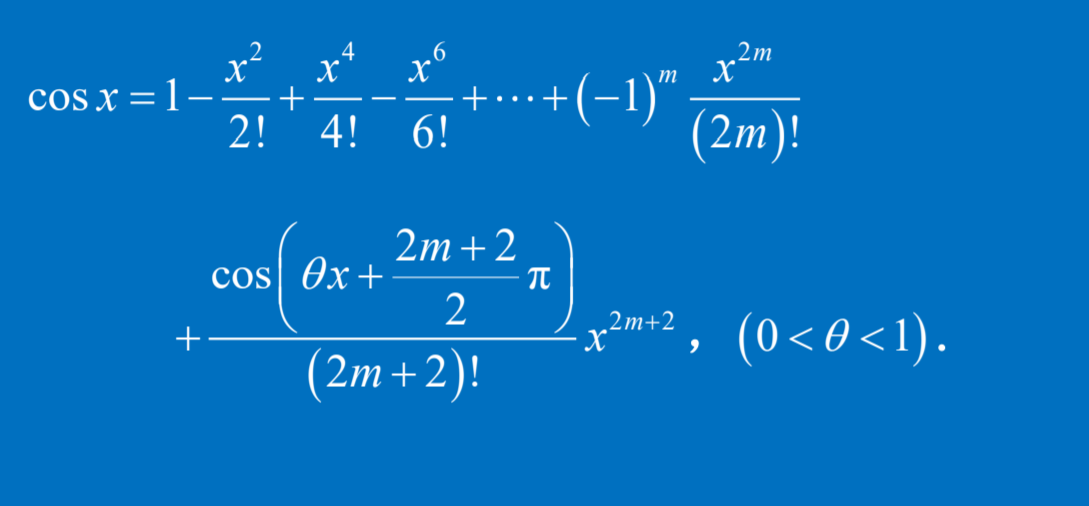 cos x = 1 − x²/2! + x⁴/4! − x⁶/6! + ⋯ + (−1)ᵐ x²ᵐ/(2m)!
+ cos(θx + (2m+2)/2 π)/(2m+2)! x²ᵐ⁺², (0 < θ < 1).